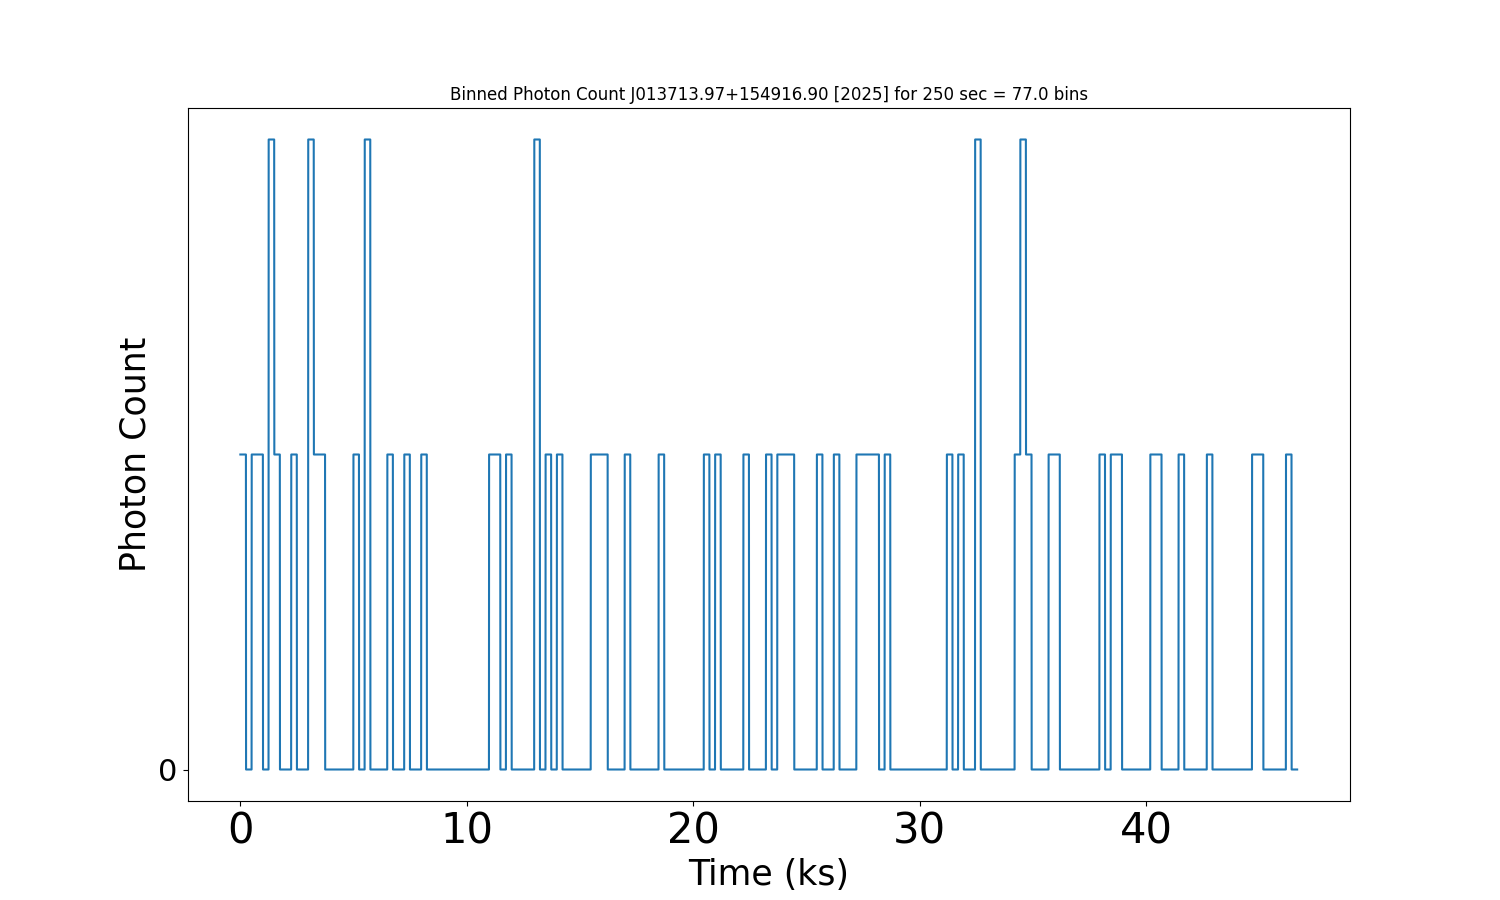 Binned Photon Count J013713.97+154916.90 [2025] for 250 sec = 77.0 bins
Photon Count
0
0 10 20 30 40
Time (ks)